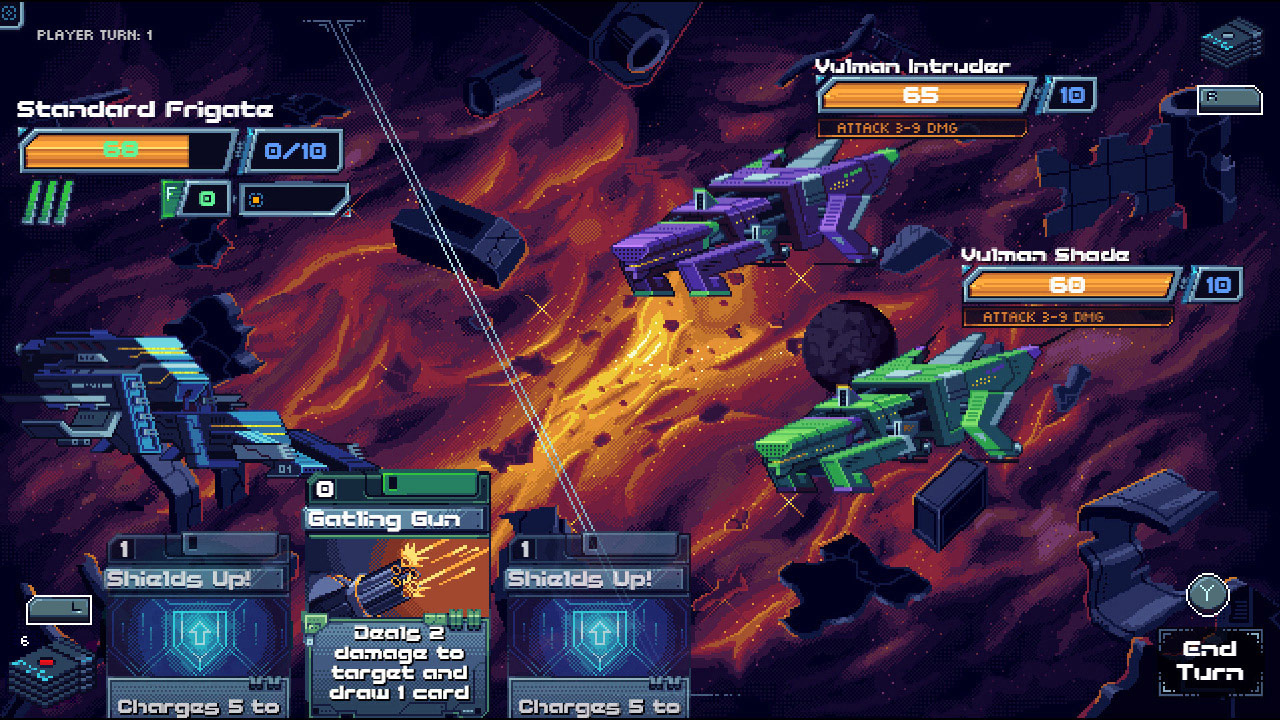 PLAYER TURN: 1
Standard Frigate
68
0/10
F
0
Vulman Intruder
65
10
ATTACK 3-9 DMG
R
Vulman Shade
60
10
ATTACK 3-9 DMG
01
0
Gatling Gun
Deals 2
damage to
target and
draw 1 card
1
Shields Up!
Charges 5 to
1
Shields Up!
Charges 5 to
L
6
Y
End
Turn